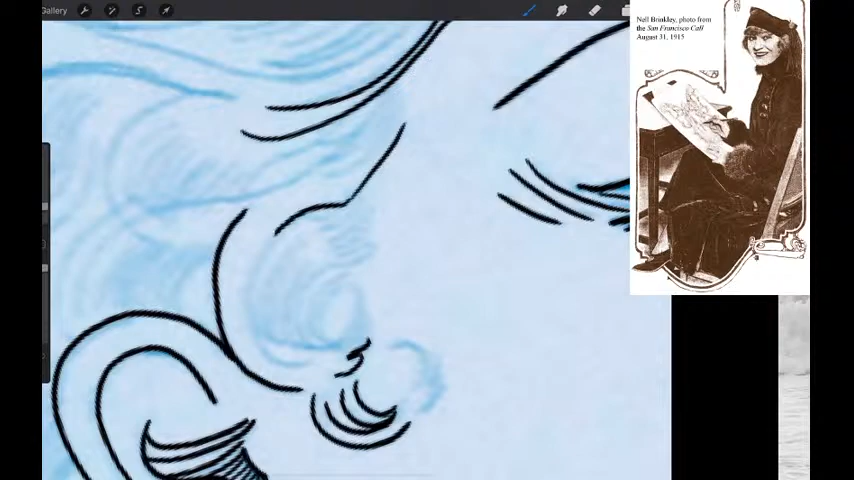 Gallery
Nell Brinkley, photo from
the San Francisco Call
August 31, 1915